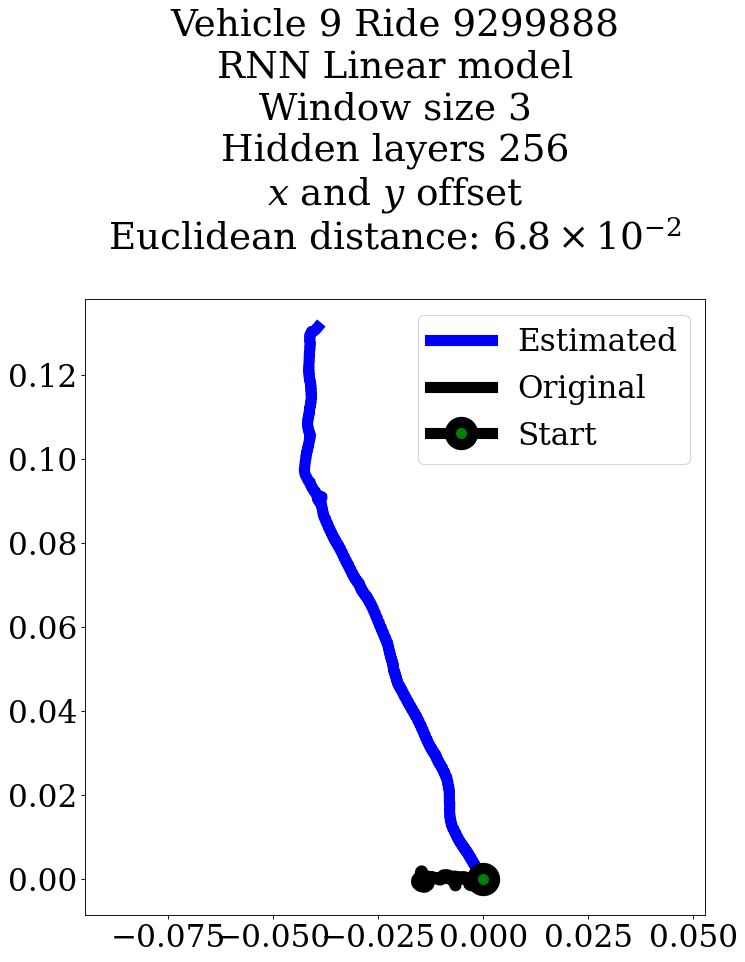 Vehicle 9 Ride 9299888
RNN Linear model
Window size 3
Hidden layers 256
x and y offset
Euclidean distance: 6.8 × 10⁻²
Estimated
Original
Start
0.12
0.10
0.08
0.06
0.04
0.02
0.00
−0.075 −0.050 −0.025 0.000 0.025 0.050